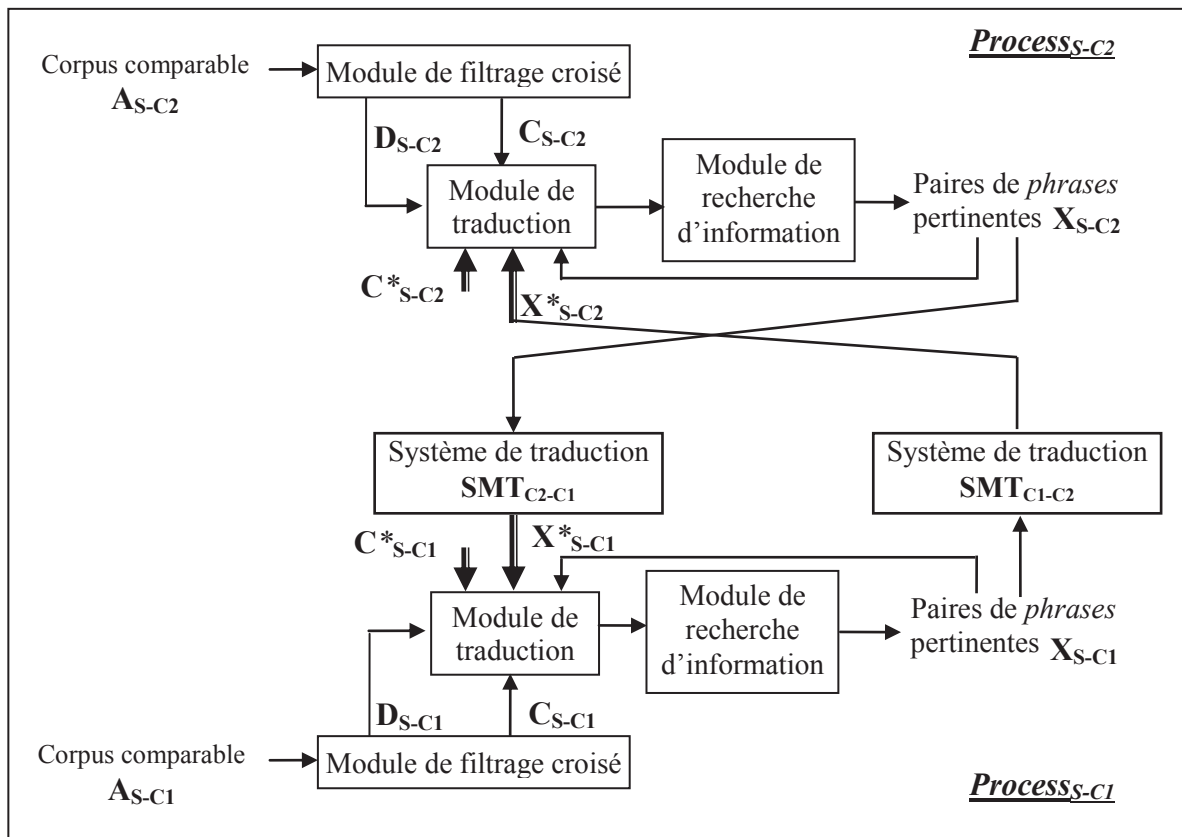 Process S-C2
Corpus comparable
A S-C2
Module de filtrage croisé
D S-C2
C S-C2
Module de
traduction
Module de
recherche
d'information
Paires de phrases
pertinentes X S-C2
C* S-C2
X* S-C2
Système de traduction
SMT C2-C1
Système de traduction
SMT C1-C2
C* S-C1
X* S-C1
Module de
traduction
Module de
recherche
d'information
Paires de phrases
pertinentes X S-C1
D S-C1
C S-C1
Corpus comparable
A S-C1
Module de filtrage croisé
Process S-C1